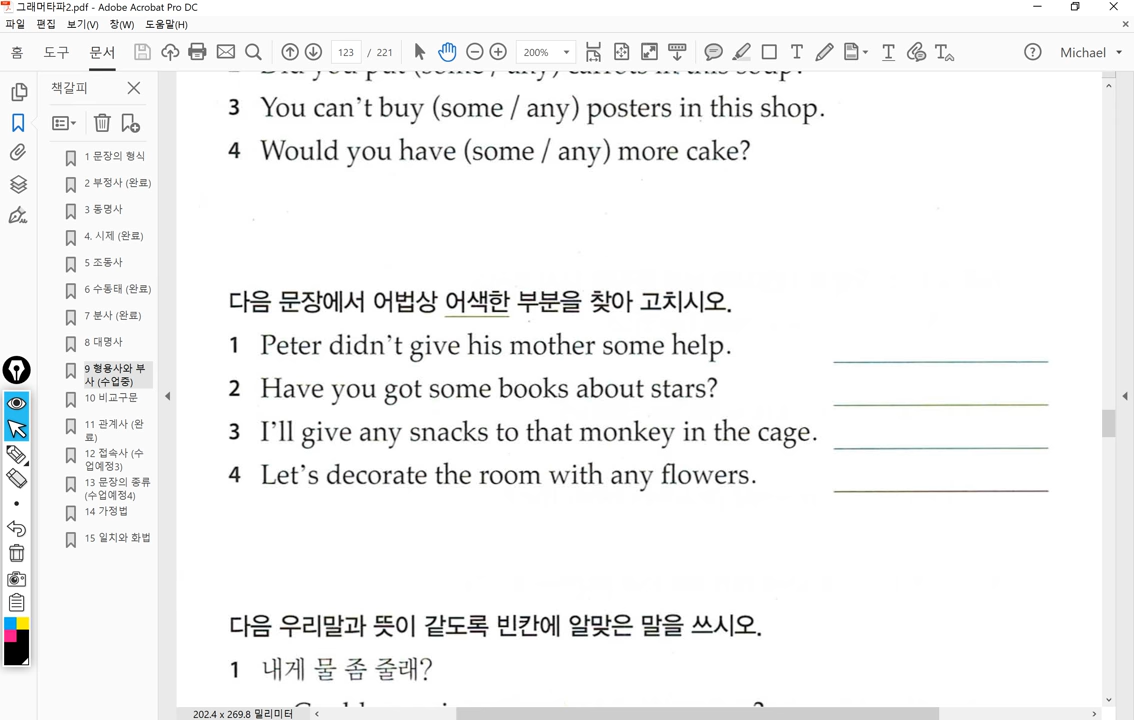 그래머타파2.pdf - Adobe Acrobat Pro DC
파일 편집 보기(V) 창(W) 도움말(H)
홈 도구 문서 123 / 221 200% Michael
책갈피
1 문장의 형식
2 부정사 (완료)
3 동명사
4. 시제 (완료)
5 조동사
6 수동태 (완료)
7 분사 (완료)
8 대명사
9 형용사와 부
사 (수업중)
10 비교구문
11 관계사 (완
료)
12 접속사 (수
업예정3)
13 문장의 종류
(수업예정4)
14 가정법
15 일치와 화법
Did you put (some / any) carrots in this soup?
3 You can't buy (some / any) posters in this shop.
4 Would you have (some / any) more cake?
다음 문장에서 어법상 어색한 부분을 찾아 고치시오.
1 Peter didn't give his mother some help.
2 Have you got some books about stars?
3 I'll give any snacks to that monkey in the cage.
4 Let's decorate the room with any flowers.
다음 우리말과 뜻이 같도록 빈칸에 알맞은 말을 쓰시오.
1 내게 물 좀 줄래?
202.4 x 269.8 밀리미터